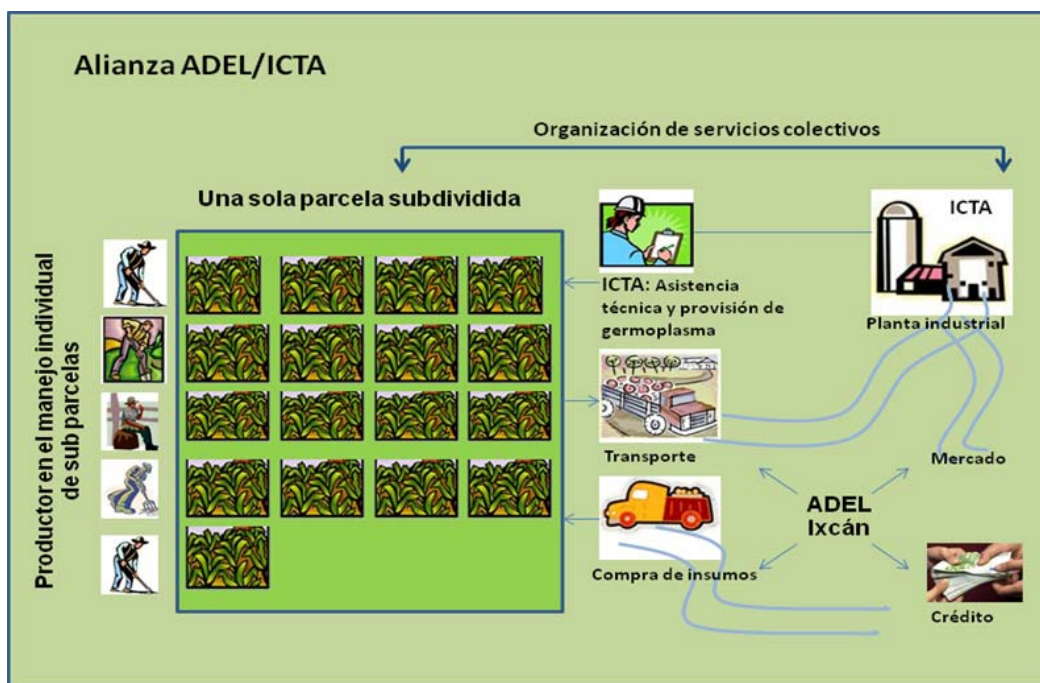 Alianza ADEL/ICTA
Organización de servicios colectivos
Una sola parcela subdividida
Productor en el manejo individual
de sub parcelas
ICTA
ICTA: Asistencia
técnica y provisión de
germoplasma
Planta industrial
Transporte
Mercado
ADEL
Ixcán
Compra de insumos
Crédito